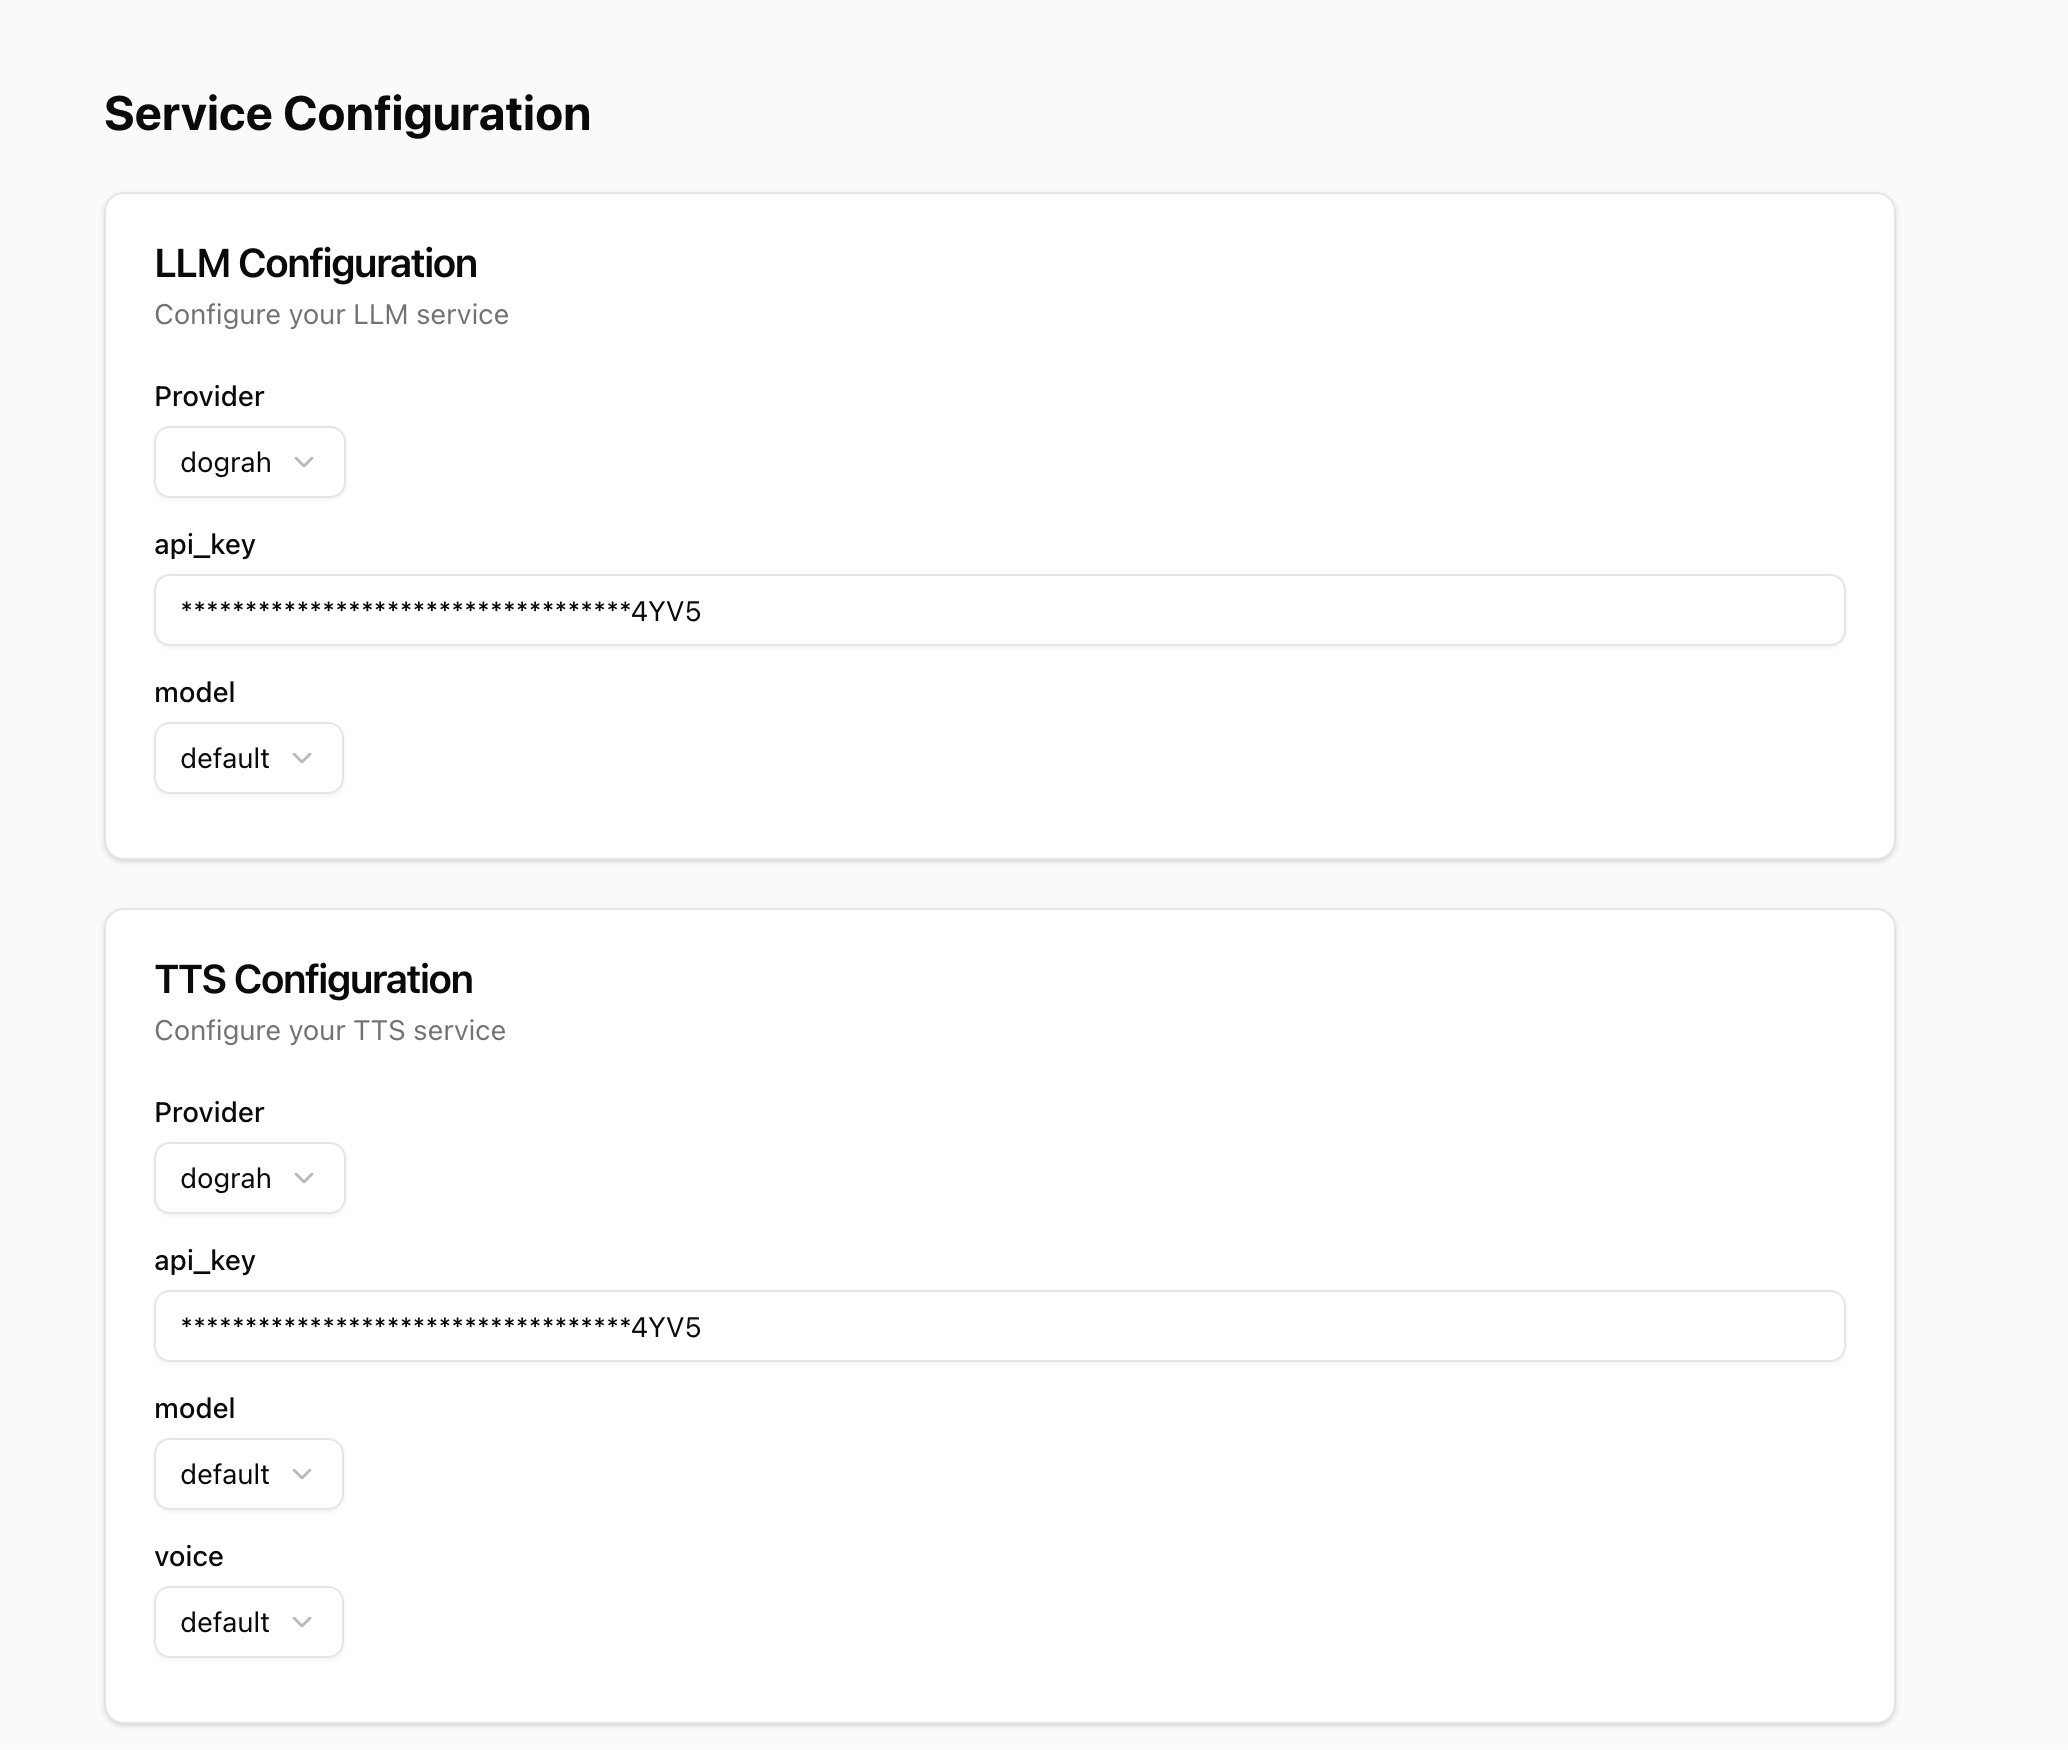 Service Configuration
LLM Configuration
Configure your LLM service
Provider
dograh
api_key
***********************************4YV5
model
default
TTS Configuration
Configure your TTS service
Provider
dograh
api_key
***********************************4YV5
model
default
voice
default